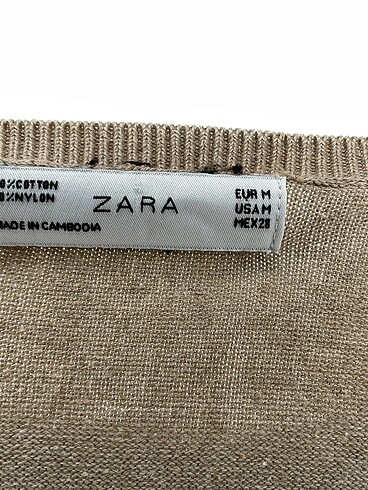 %COTTON
%NYLON
MADE IN CAMBODIA
ZARA
EUR M
USA M
MEX 28